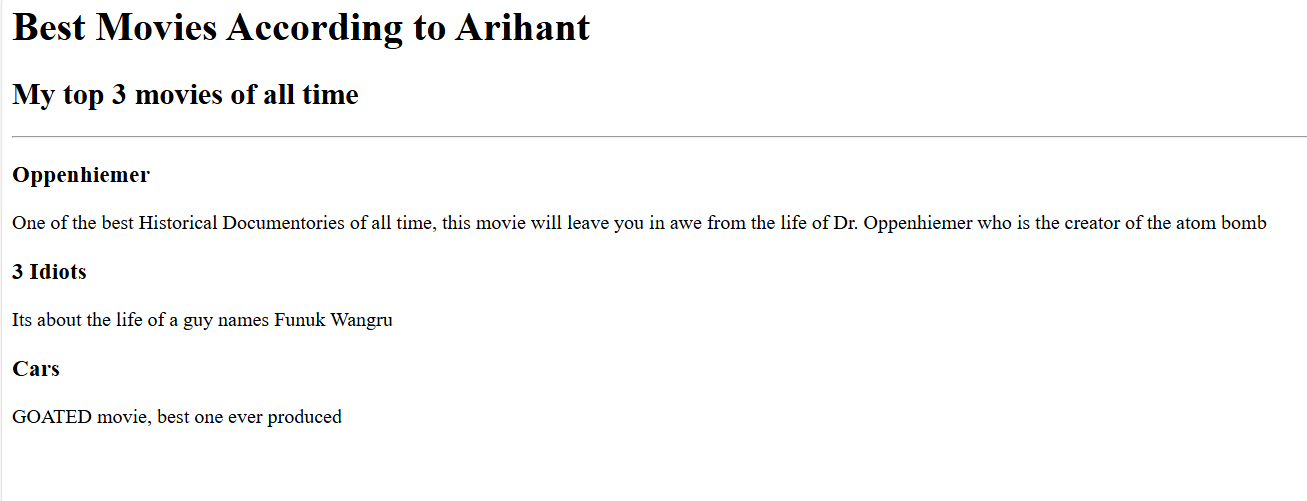 Best Movies According to Arihant
My top 3 movies of all time
Oppenhiemer
One of the best Historical Documentories of all time, this movie will leave you in awe from the life of Dr. Oppenhiemer who is the creator of the atom bomb
3 Idiots
Its about the life of a guy names Funuk Wangru
Cars
GOATED movie, best one ever produced